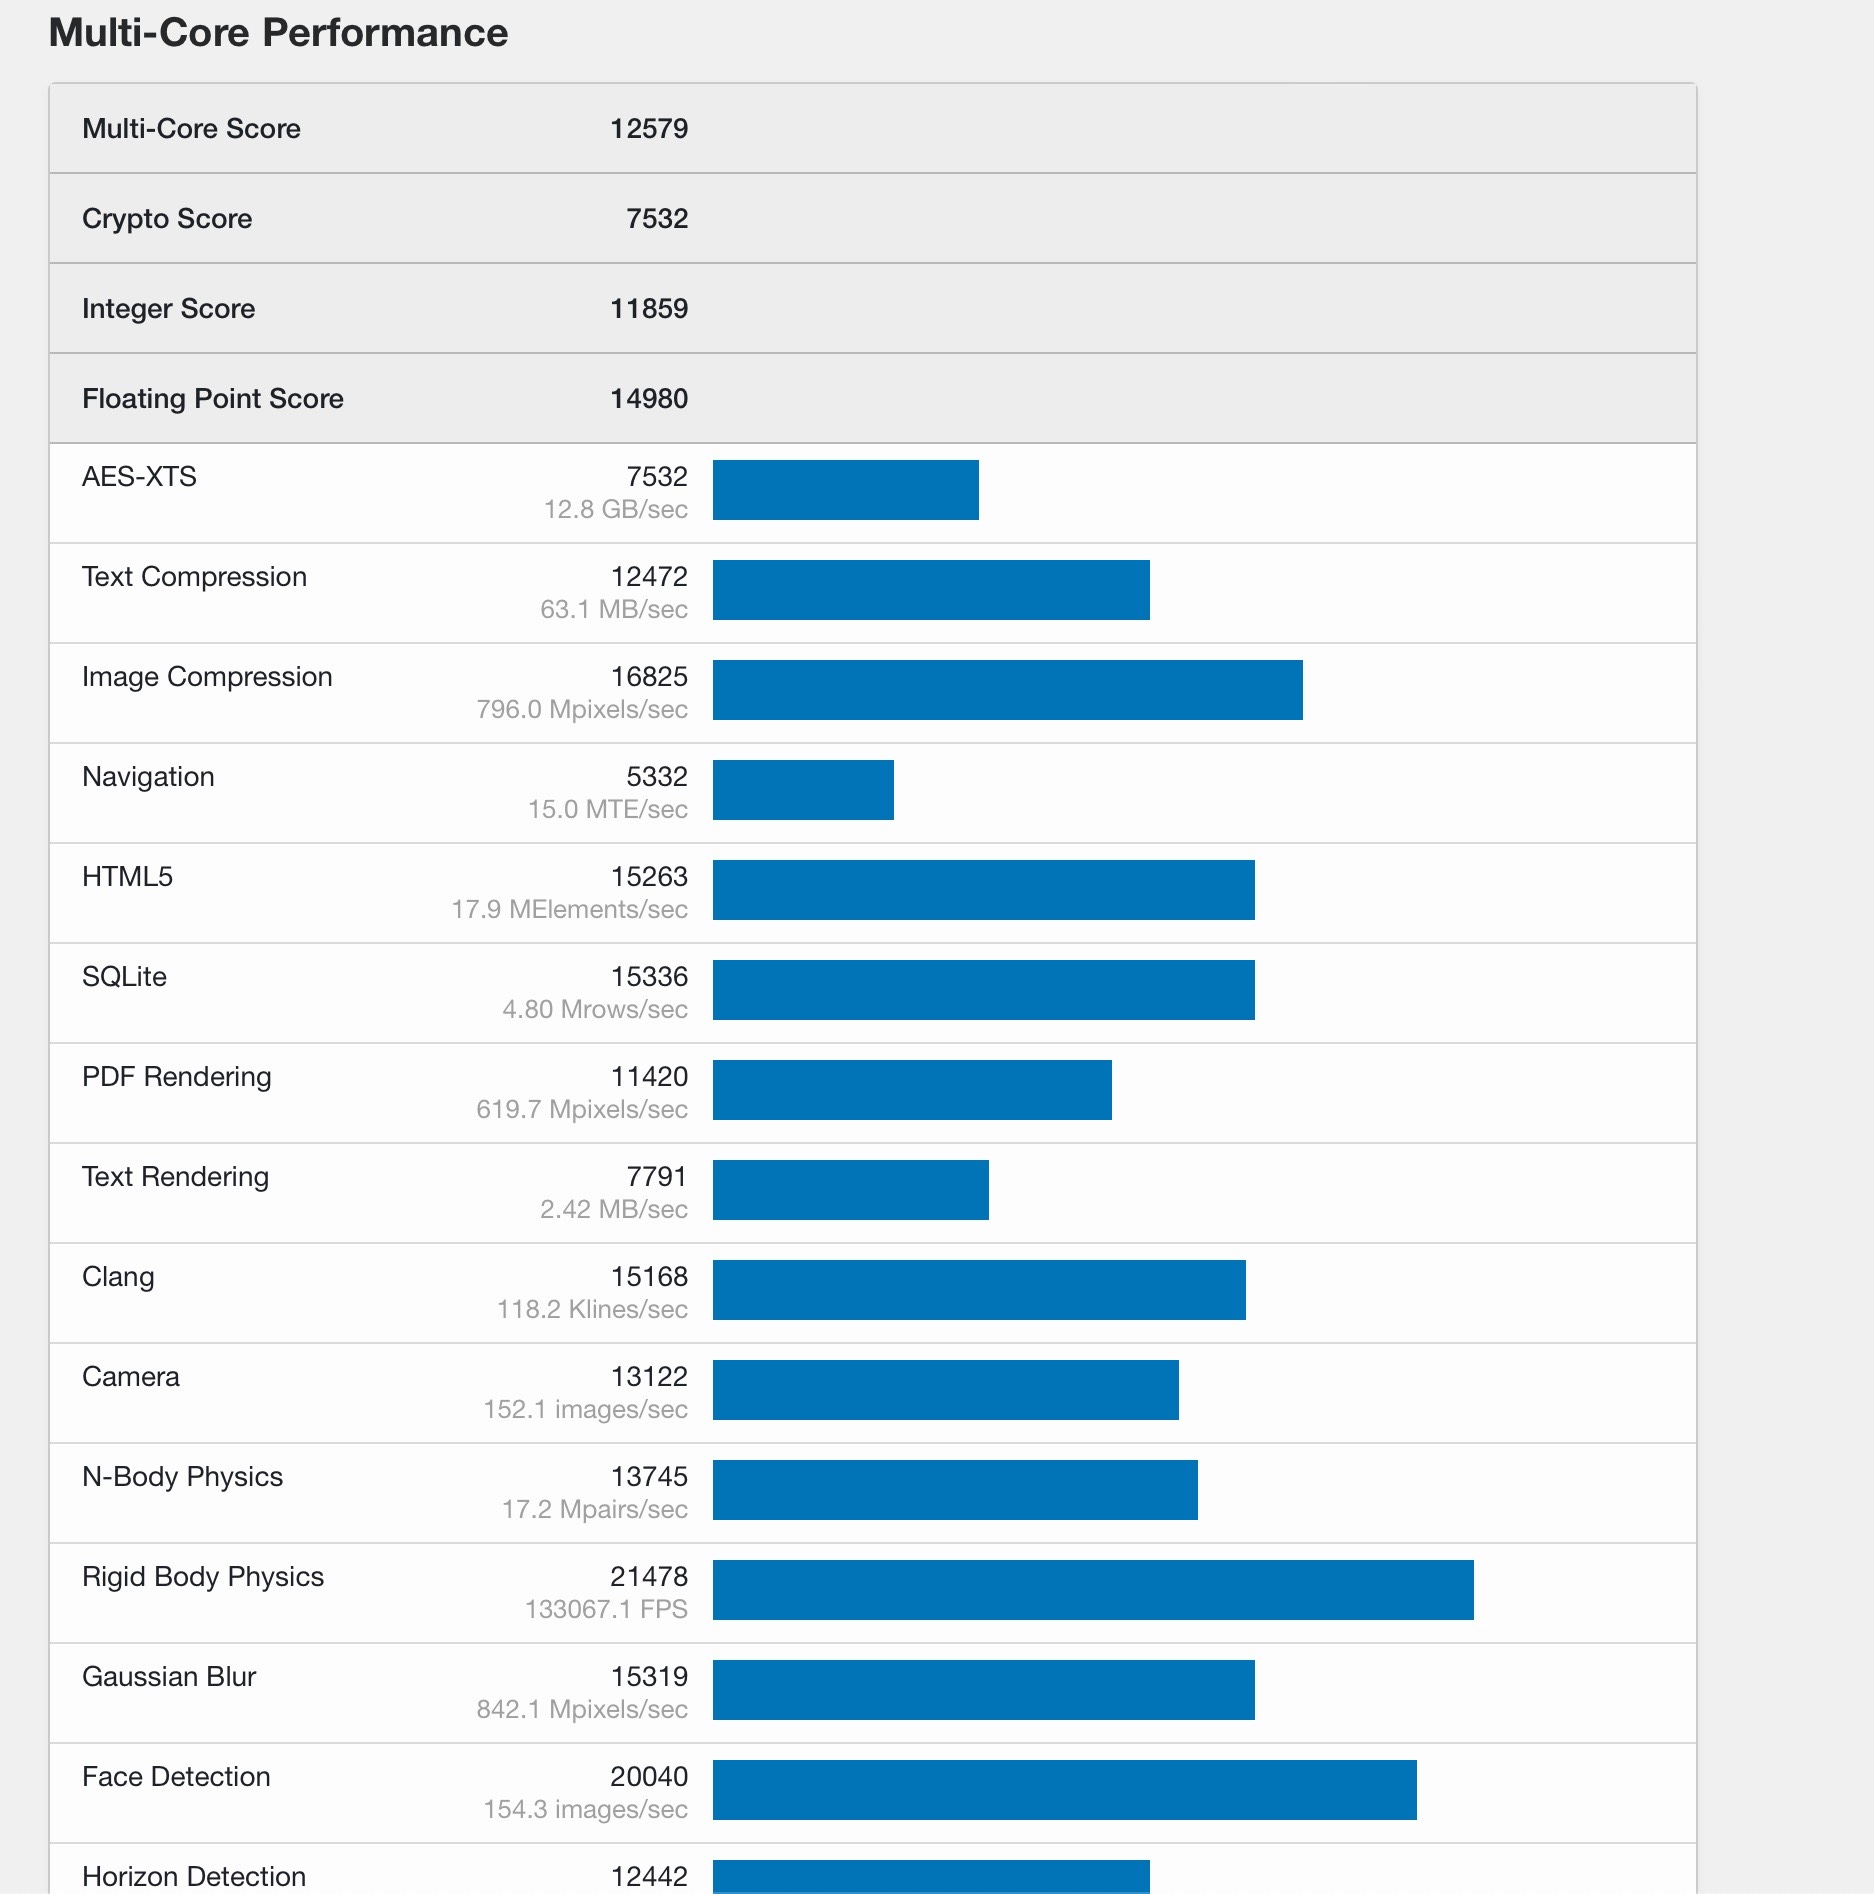 Multi-Core Performance
Multi-Core Score 12579
Crypto Score 7532
Integer Score 11859
Floating Point Score 14980
AES-XTS 7532
12.8 GB/sec
Text Compression 12472
63.1 MB/sec
Image Compression 16825
796.0 Mpixels/sec
Navigation 5332
15.0 MTE/sec
HTML5 15263
17.9 MElements/sec
SQLite 15336
4.80 Mrows/sec
PDF Rendering 11420
619.7 Mpixels/sec
Text Rendering 7791
2.42 MB/sec
Clang 15168
118.2 Klines/sec
Camera 13122
152.1 images/sec
N-Body Physics 13745
17.2 Mpairs/sec
Rigid Body Physics 21478
133067.1 FPS
Gaussian Blur 15319
842.1 Mpixels/sec
Face Detection 20040
154.3 images/sec
Horizon Detection 12442